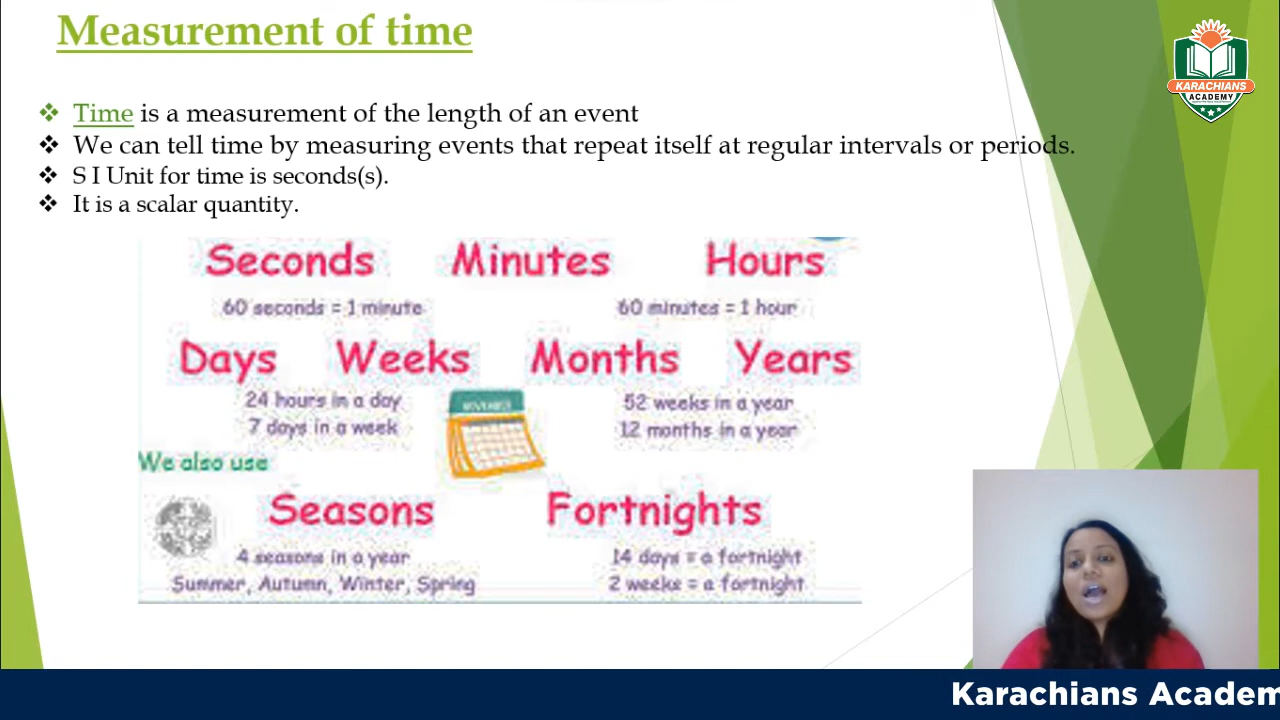 Measurement of time
KARACHIANS
ACADEMY
❖ Time is a measurement of the length of an event
❖ We can tell time by measuring events that repeat itself at regular intervals or periods.
❖ S I Unit for time is seconds(s).
❖ It is a scalar quantity.
Seconds Minutes Hours
60 seconds = 1 minute 60 minutes = 1 hour
Days Weeks Months Years
24 hours in a day 52 weeks in a year
7 days in a week 12 months in a year
NOVEMBER
We also use
Seasons Fortnights
4 seasons in a year 14 days = a fortnight
Summer, Autumn, Winter, Spring 2 weeks = a fortnight
Karachians Academ